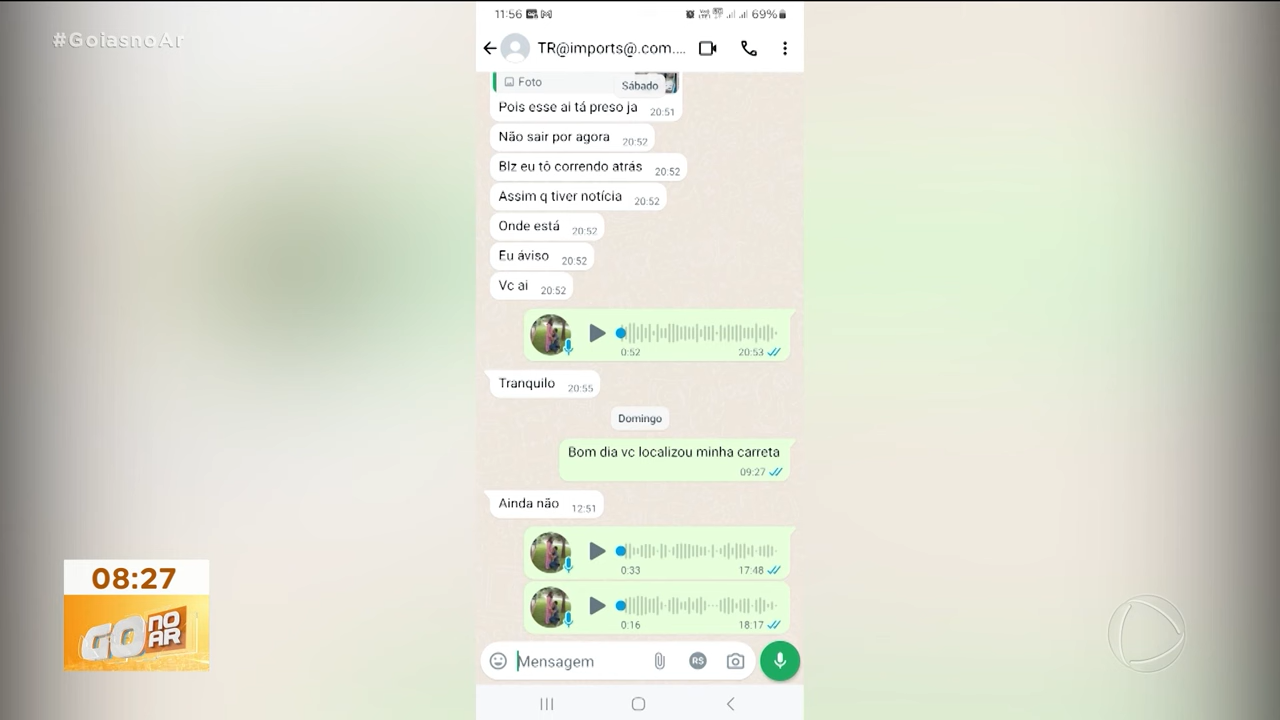 #GoiasnoAr
11:56
69%
TR@imports@.com....
Foto
Sábado
Pois esse ai tá preso ja 20:51
Não sair por agora 20:52
Blz eu tô correndo atrás 20:52
Assim q tiver notícia 20:52
Onde está 20:52
Eu áviso 20:52
Vc ai 20:52
0:52 20:53
Tranquilo 20:55
Domingo
Bom dia vc localizou minha carreta
09:27
Ainda não 12:51
0:33 17:48
0:16 18:17
Mensagem
R$
08:27
GO NO AR